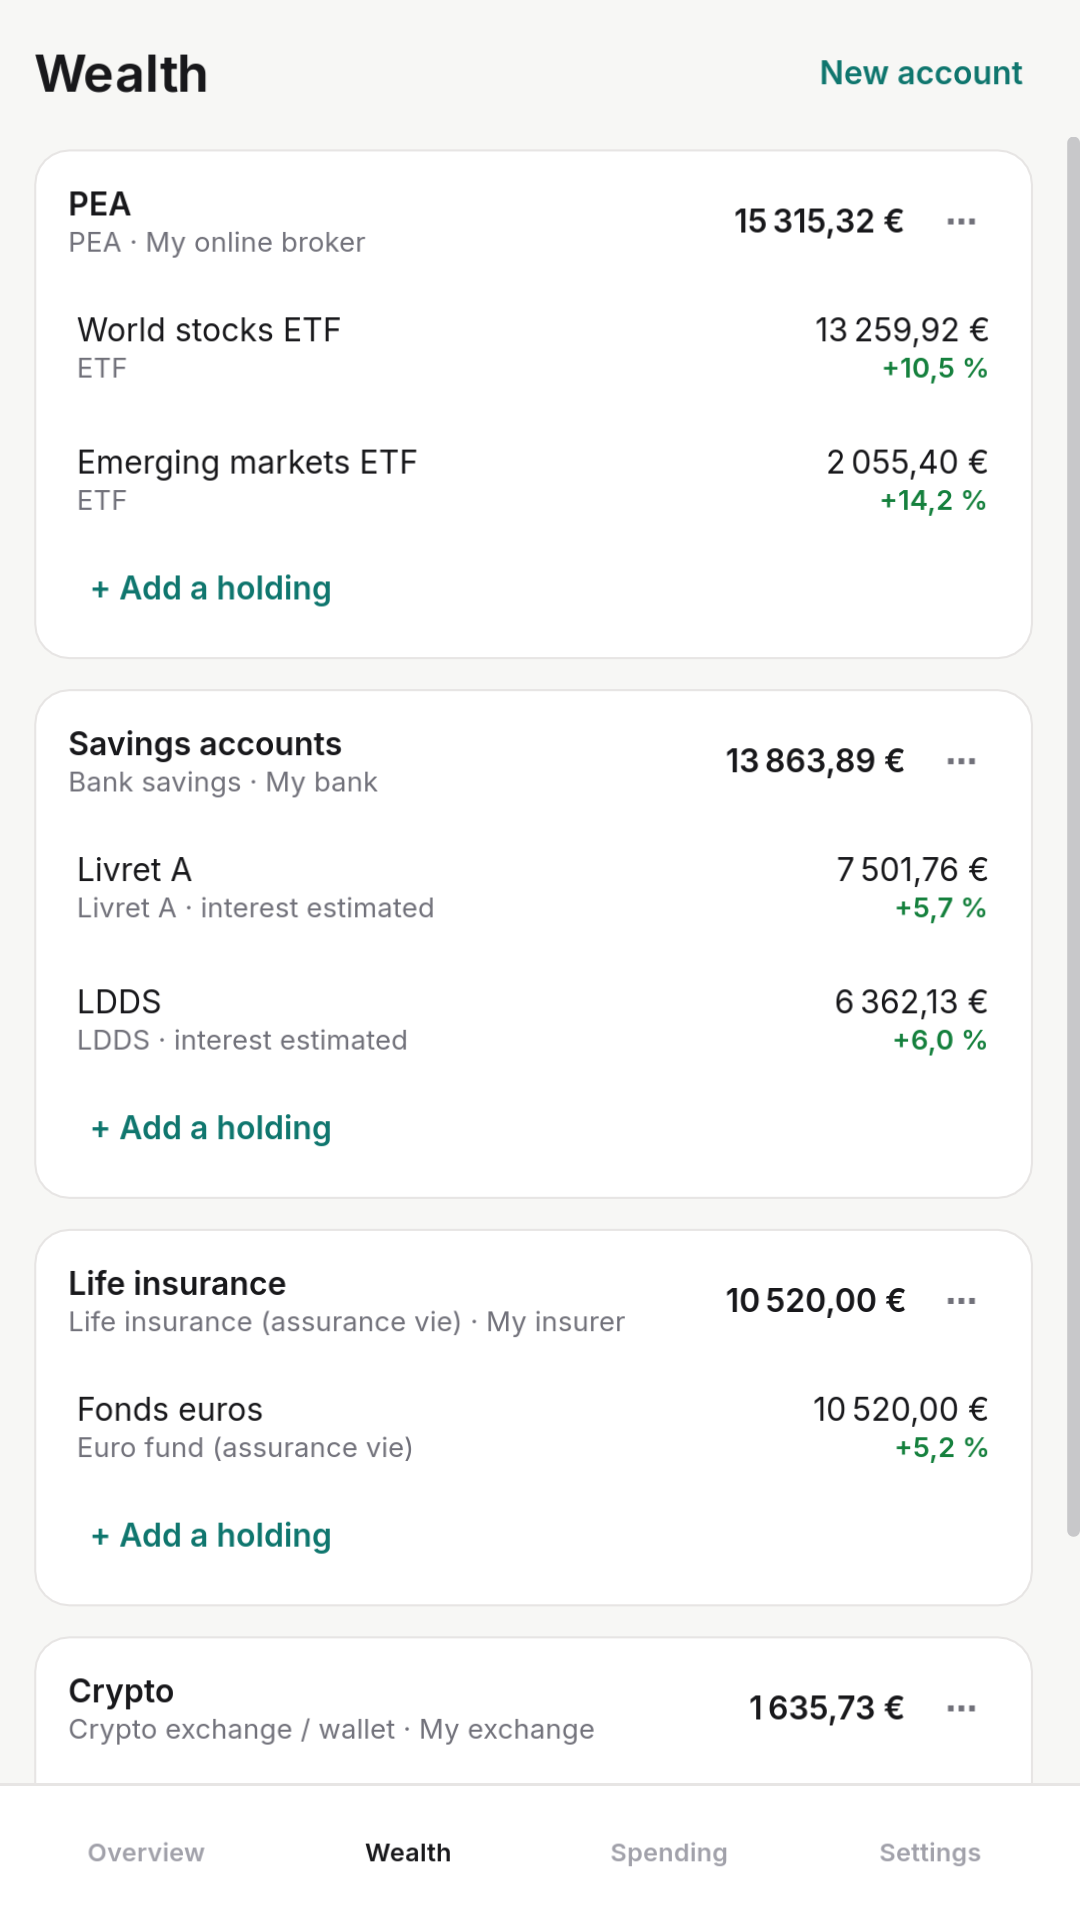 Wealth
New account
PEA
PEA · My online broker
15 315,32 €
···
World stocks ETF
ETF
13 259,92 €
+10,5 %
Emerging markets ETF
ETF
2 055,40 €
+14,2 %
+ Add a holding
Savings accounts
Bank savings · My bank
13 863,89 €
···
Livret A
Livret A · interest estimated
7 501,76 €
+5,7 %
LDDS
LDDS · interest estimated
6 362,13 €
+6,0 %
+ Add a holding
Life insurance
Life insurance (assurance vie) · My insurer
10 520,00 €
···
Fonds euros
Euro fund (assurance vie)
10 520,00 €
+5,2 %
+ Add a holding
Crypto
Crypto exchange / wallet · My exchange
1 635,73 €
···
Overview
Wealth
Spending
Settings